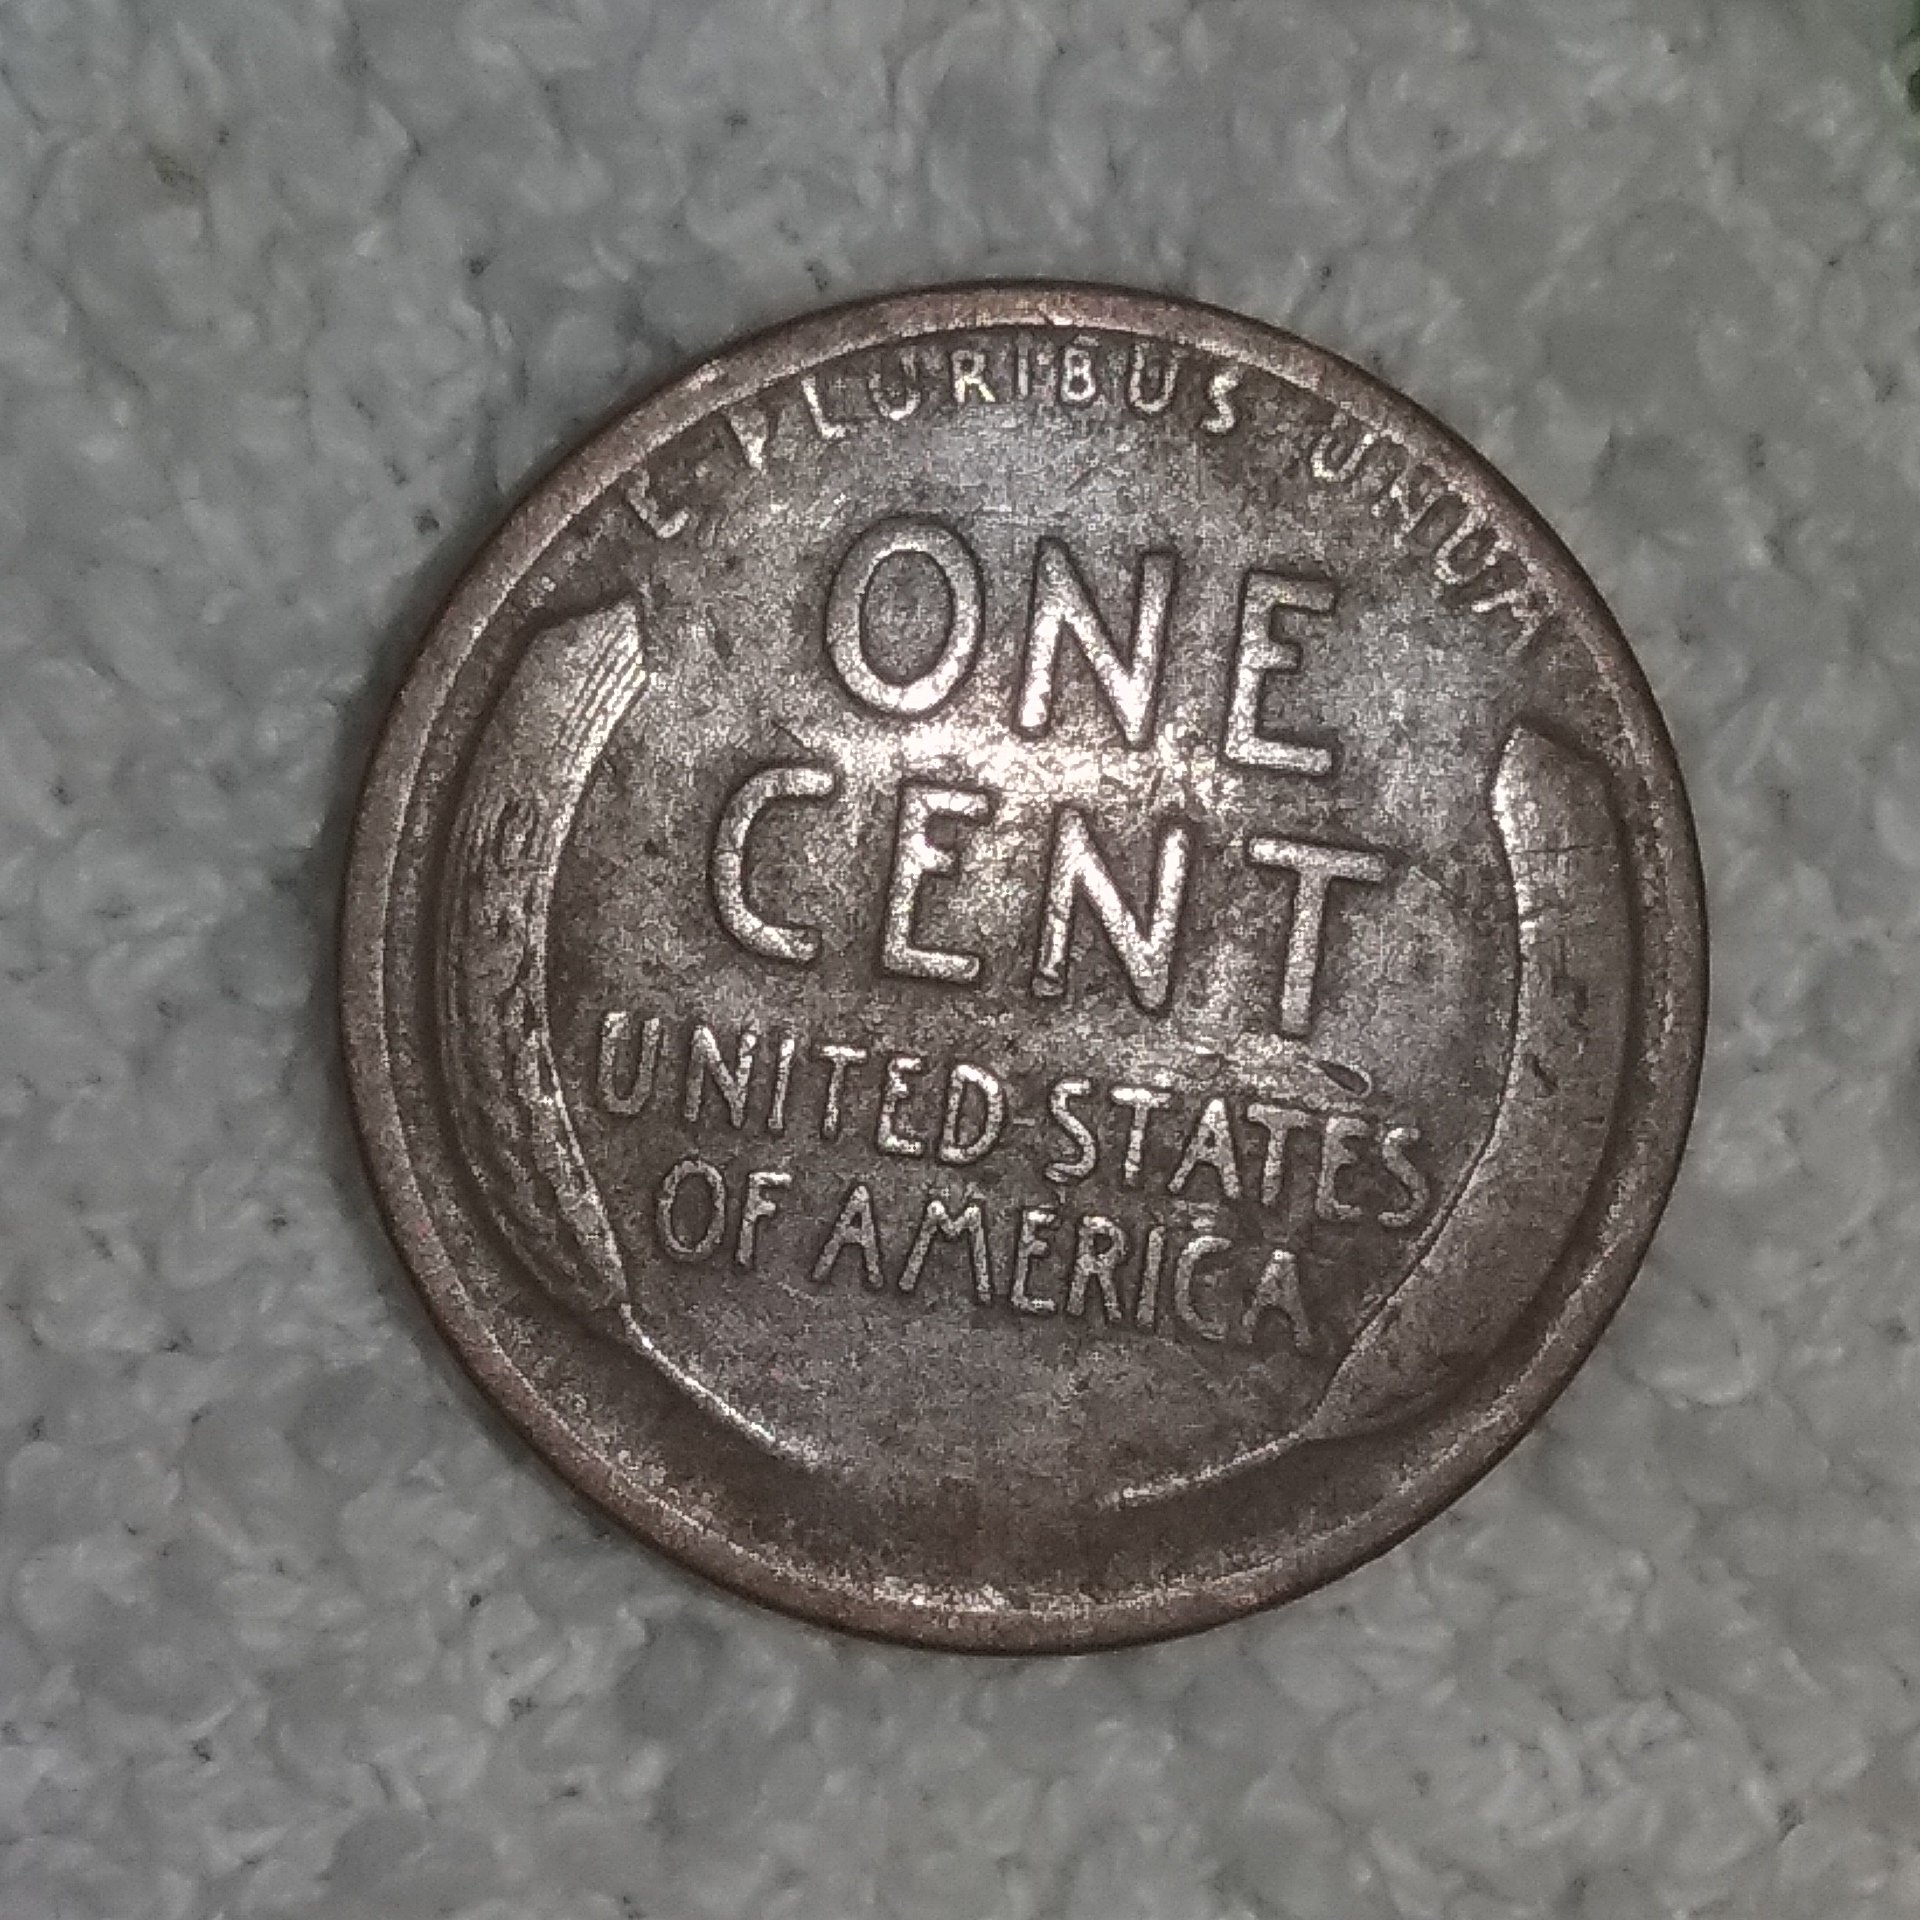 E·PLURIBUS UNUM
ONE
CENT
UNITED STATES
OF AMERICA